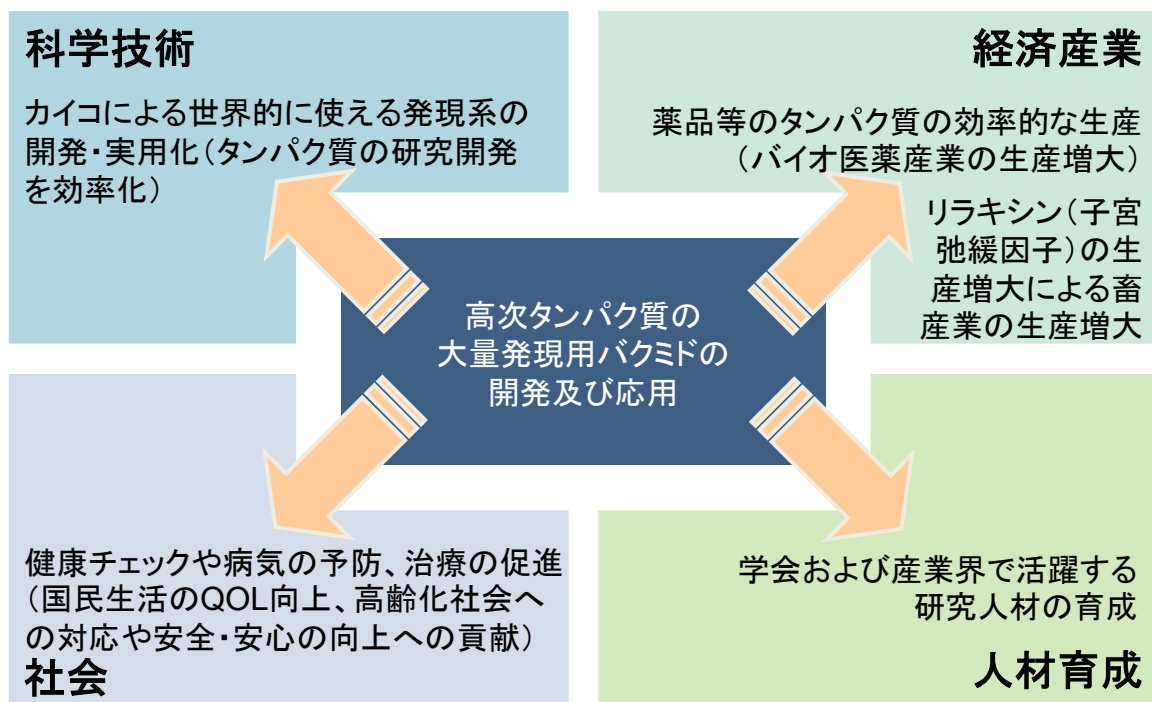 科学技術
カイコによる世界的に使える発現系の
開発・実用化（タンパク質の研究開発
を効率化）
経済産業
薬品等のタンパク質の効率的な生産
（バイオ医薬産業の生産増大）
リラキシン（子宮
弛緩因子）の生
産増大による畜
産業の生産増大
高次タンパク質の
大量発現用バクミドの
開発及び応用
健康チェックや病気の予防、治療の促進
（国民生活のQOL向上、高齢化社会へ
の対応や安全・安心の向上への貢献）
社会
学会および産業界で活躍する
研究人材の育成
人材育成